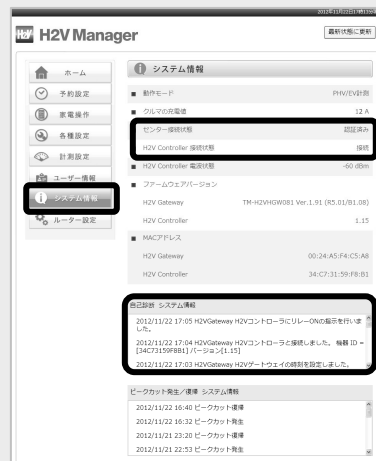 2012年11月22日17時13分
H2V H2V Manager
最新状態に更新
ホーム
予約設定
家電操作
各種設定
計測設定
ユーザー情報
システム情報
ルーター設定
システム情報
■ 動作モード PHV/EV計測
■ クルマの充電値 12 A
センター接続状態 認証済み
H2V Controller 接続状態 接続
■ H2V Controller 電波状態 -60 dBm
■ ファームウェアバージョン
H2V Gateway TM-H2VHGW081 Ver.1.91 (R5.01/B1.08)
H2V Controller 1.15
■ MACアドレス
H2V Gateway 00:24:A5:F4:C5:A8
H2V Controller 34:C7:31:59:F8:B1
自己診断 システム情報
2012/11/22 17:05 H2VGateway H2VコントローラにリレーONの指示を行いま
した。
2012/11/22 17:04 H2VGateway H2Vコントローラと接続しました。 機器 ID =
[34C73159F8B1] バージョン[1.15]
2012/11/22 17:03 H2VGateway H2Vゲートウェイの時刻を設定しました。
ピークカット発生／復帰 システム情報
2012/11/22 16:40 ピークカット復帰
2012/11/22 16:32 ピークカット発生
2012/11/21 23:20 ピークカット復帰
2012/11/21 22:53 ピークカット発生